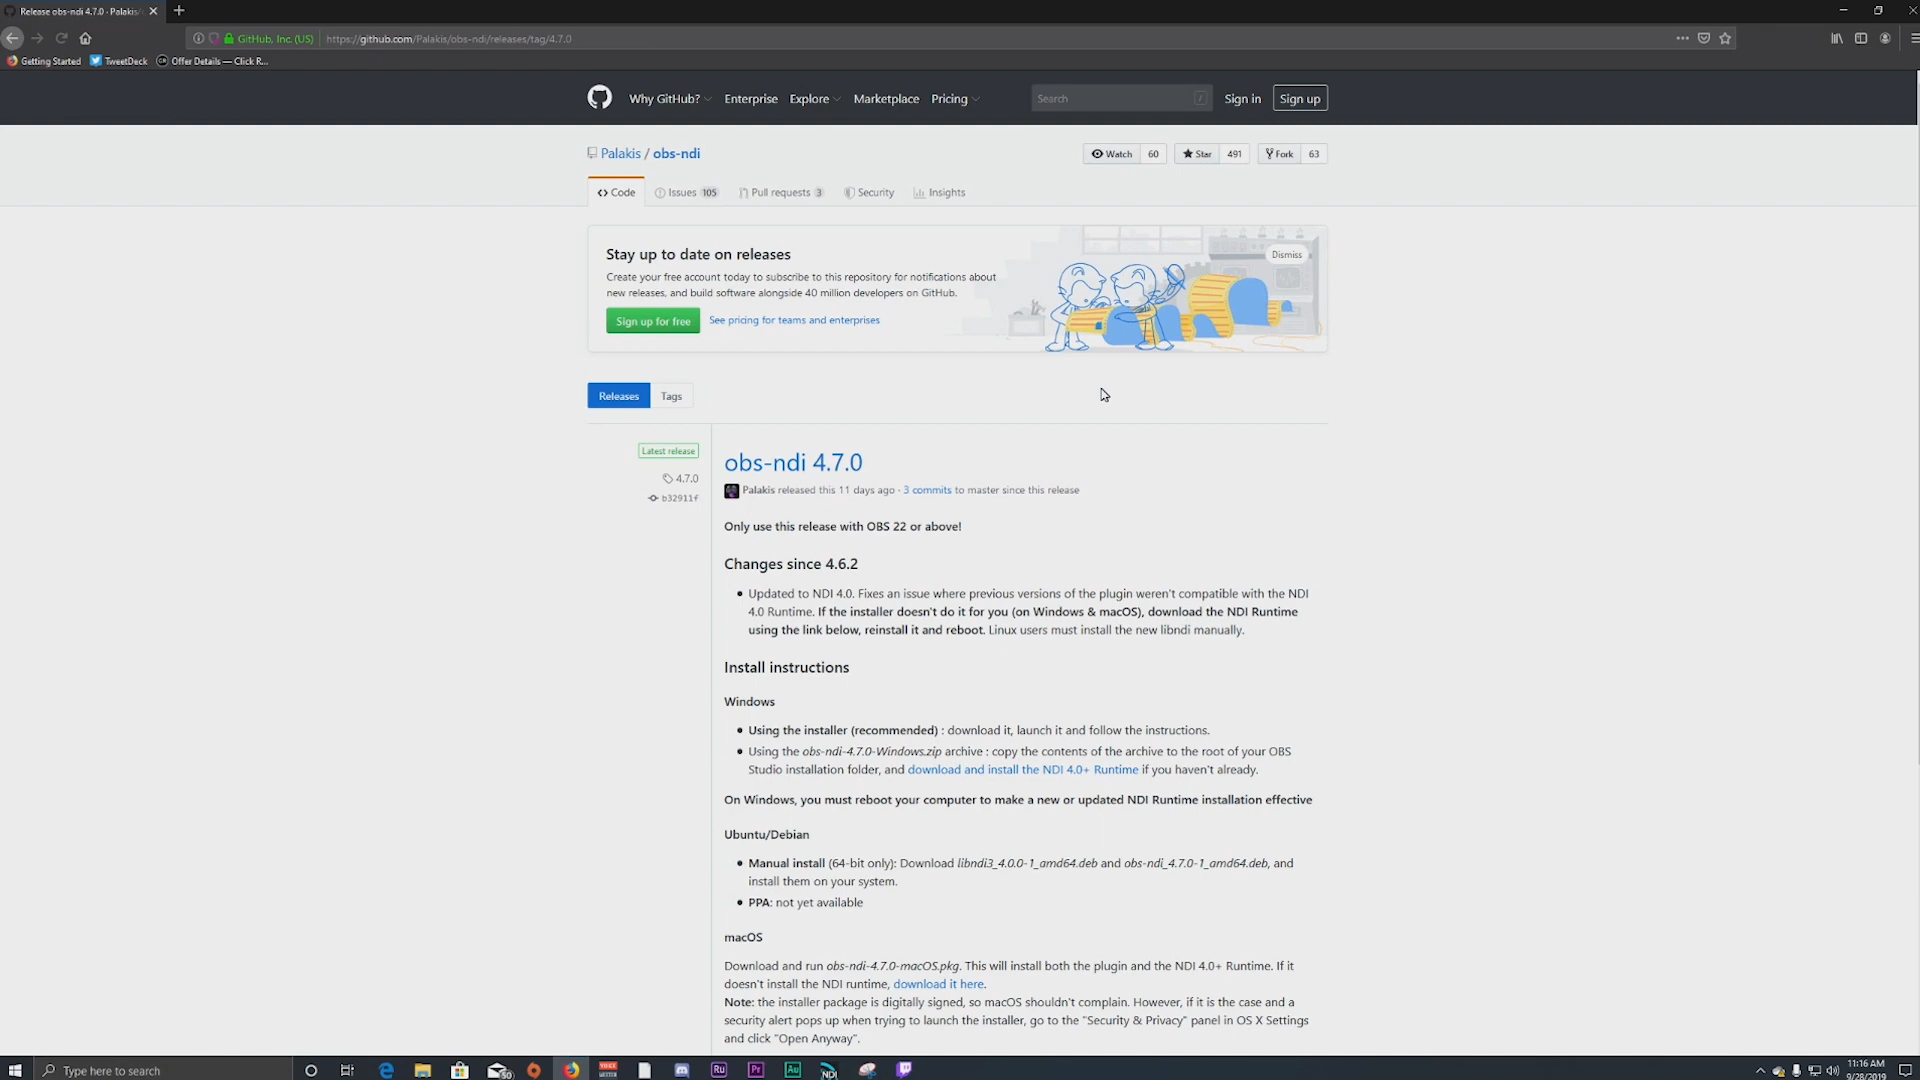 Release obs-ndi 4.7.0 · Palakis/
GitHub, Inc. (US)
https://github.com/Palakis/obs-ndi/releases/tag/4.7.0
Getting Started
TweetDeck
Offer Details — Click R...
Why GitHub?
Enterprise
Explore
Marketplace
Pricing
Search
/
Sign in
Sign up
Palakis / obs-ndi
Watch 60
Star 491
Fork 63
Code
Issues 105
Pull requests 3
Security
Insights
Stay up to date on releases
Dismiss
Create your free account today to subscribe to this repository for notifications about
new releases, and build software alongside 40 million developers on GitHub.
Sign up for free
See pricing for teams and enterprises
Releases
Tags
Latest release
4.7.0
b32911f
obs-ndi 4.7.0
Palakis released this 11 days ago · 3 commits to master since this release
Only use this release with OBS 22 or above!
Changes since 4.6.2
• Updated to NDI 4.0. Fixes an issue where previous versions of the plugin weren't compatible with the NDI
4.0 Runtime. If the installer doesn't do it for you (on Windows & macOS), download the NDI Runtime
using the link below, reinstall it and reboot. Linux users must install the new libndi manually.
Install instructions
Windows
• Using the installer (recommended) : download it, launch it and follow the instructions.
• Using the obs-ndi-4.7.0-Windows.zip archive : copy the contents of the archive to the root of your OBS
Studio installation folder, and download and install the NDI 4.0+ Runtime if you haven't already.
On Windows, you must reboot your computer to make a new or updated NDI Runtime installation effective
Ubuntu/Debian
• Manual install (64-bit only): Download libndi3_4.0.0-1_amd64.deb and obs-ndi_4.7.0-1_amd64.deb, and
install them on your system.
• PPA: not yet available
macOS
Download and run obs-ndi-4.7.0-macOS.pkg. This will install both the plugin and the NDI 4.0+ Runtime. If it
doesn't install the NDI runtime, download it here.
Note: the installer package is digitally signed, so macOS shouldn't complain. However, if it is the case and a
security alert pops up when trying to launch the installer, go to the "Security & Privacy" panel in OS X Settings
and click "Open Anyway".
Type here to search
50
Ru
Pr
Au
NDI
11:16 AM
9/28/2019